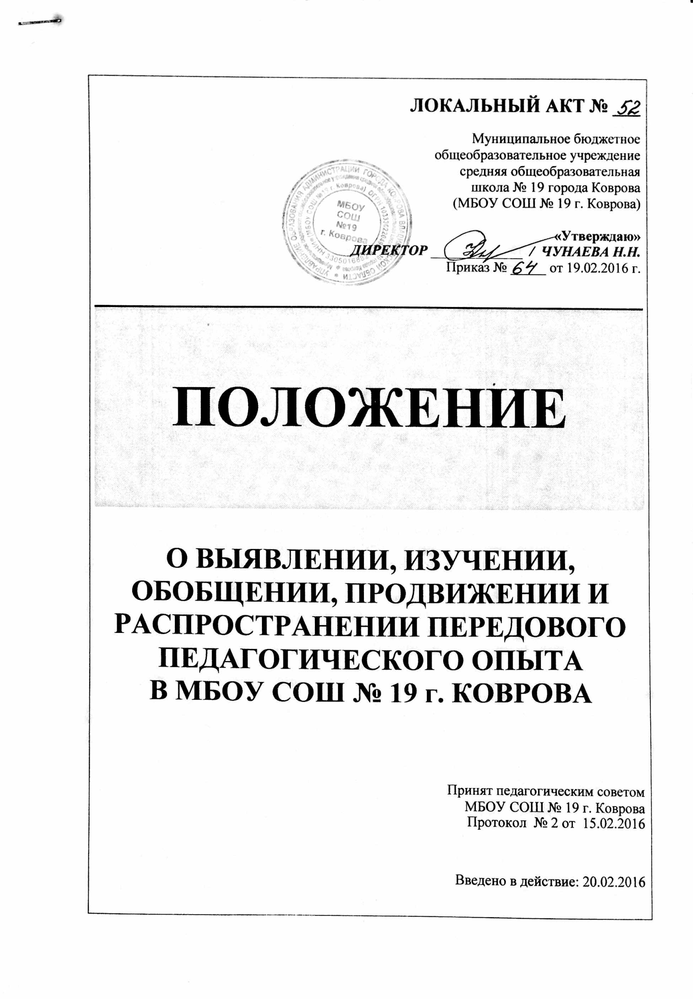 ЛОКАЛЬНЫЙ АКТ № 52
Муниципальное бюджетное
общеобразовательное учреждение
средняя общеобразовательная
школа № 19 города Коврова
(МБОУ СОШ № 19 г. Коврова)
МБОУ
СОШ
№19
г. Коврова
«Утверждаю»
ДИРЕКТОР / ЧУНАЕВА Н.Н.
Приказ № 64 от 19.02.2016 г.
ПОЛОЖЕНИЕ
О ВЫЯВЛЕНИИ, ИЗУЧЕНИИ,
ОБОБЩЕНИИ, ПРОДВИЖЕНИИ И
РАСПРОСТРАНЕНИИ ПЕРЕДОВОГО
ПЕДАГОГИЧЕСКОГО ОПЫТА
В МБОУ СОШ № 19 г. КОВРОВА
Принят педагогическим советом
МБОУ СОШ № 19 г. Коврова
Протокол № 2 от 15.02.2016
Введено в действие: 20.02.2016